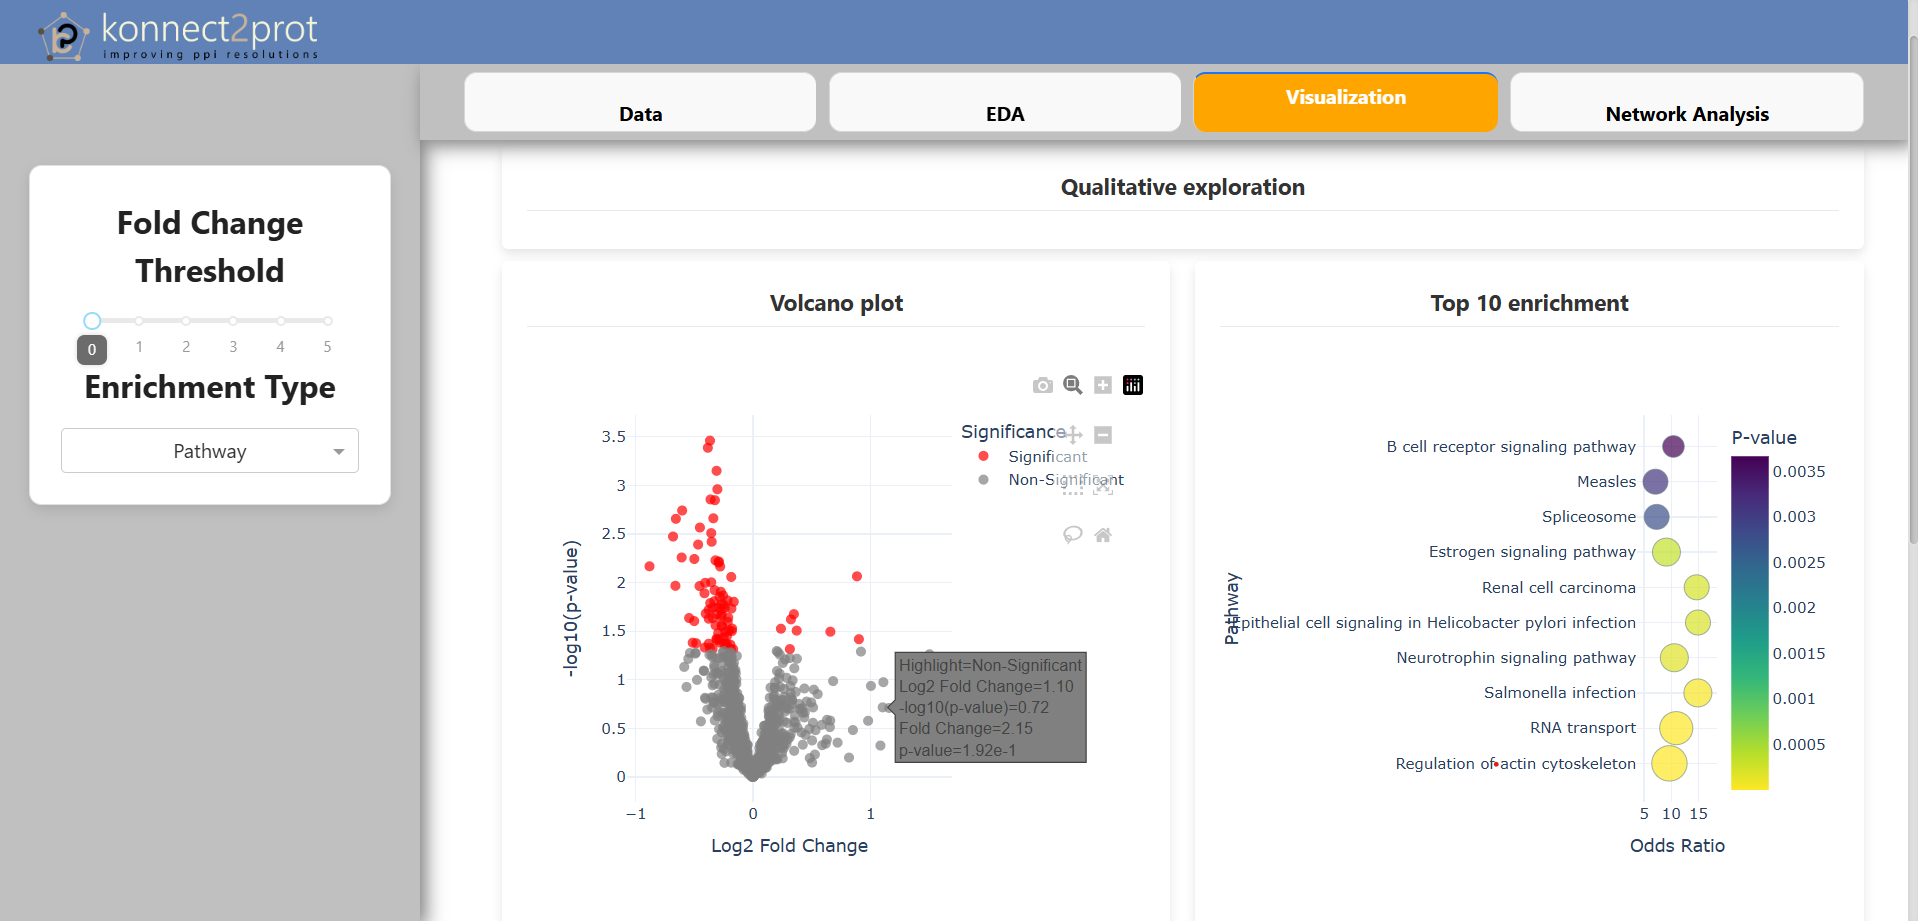 konnect2prot
improving ppi resolutions
Data
EDA
Visualization
Network Analysis
Fold Change
Threshold
0
1
2
3
4
5
Enrichment Type
Pathway
Qualitative exploration
Volcano plot
3.5
3
2.5
2
1.5
1
0.5
0
-log10(p-value)
−1
0
1
Log2 Fold Change
Significance
Significant
Non-Significant
Highlight=Non-Significant
Log2 Fold Change=1.10
-log10(p-value)=0.72
Fold Change=2.15
p-value=1.92e-1
Top 10 enrichment
Pathway
B cell receptor signaling pathway
Measles
Spliceosome
Estrogen signaling pathway
Renal cell carcinoma
Epithelial cell signaling in Helicobacter pylori infection
Neurotrophin signaling pathway
Salmonella infection
RNA transport
Regulation of actin cytoskeleton
5
10
15
Odds Ratio
P-value
0.0035
0.003
0.0025
0.002
0.0015
0.001
0.0005